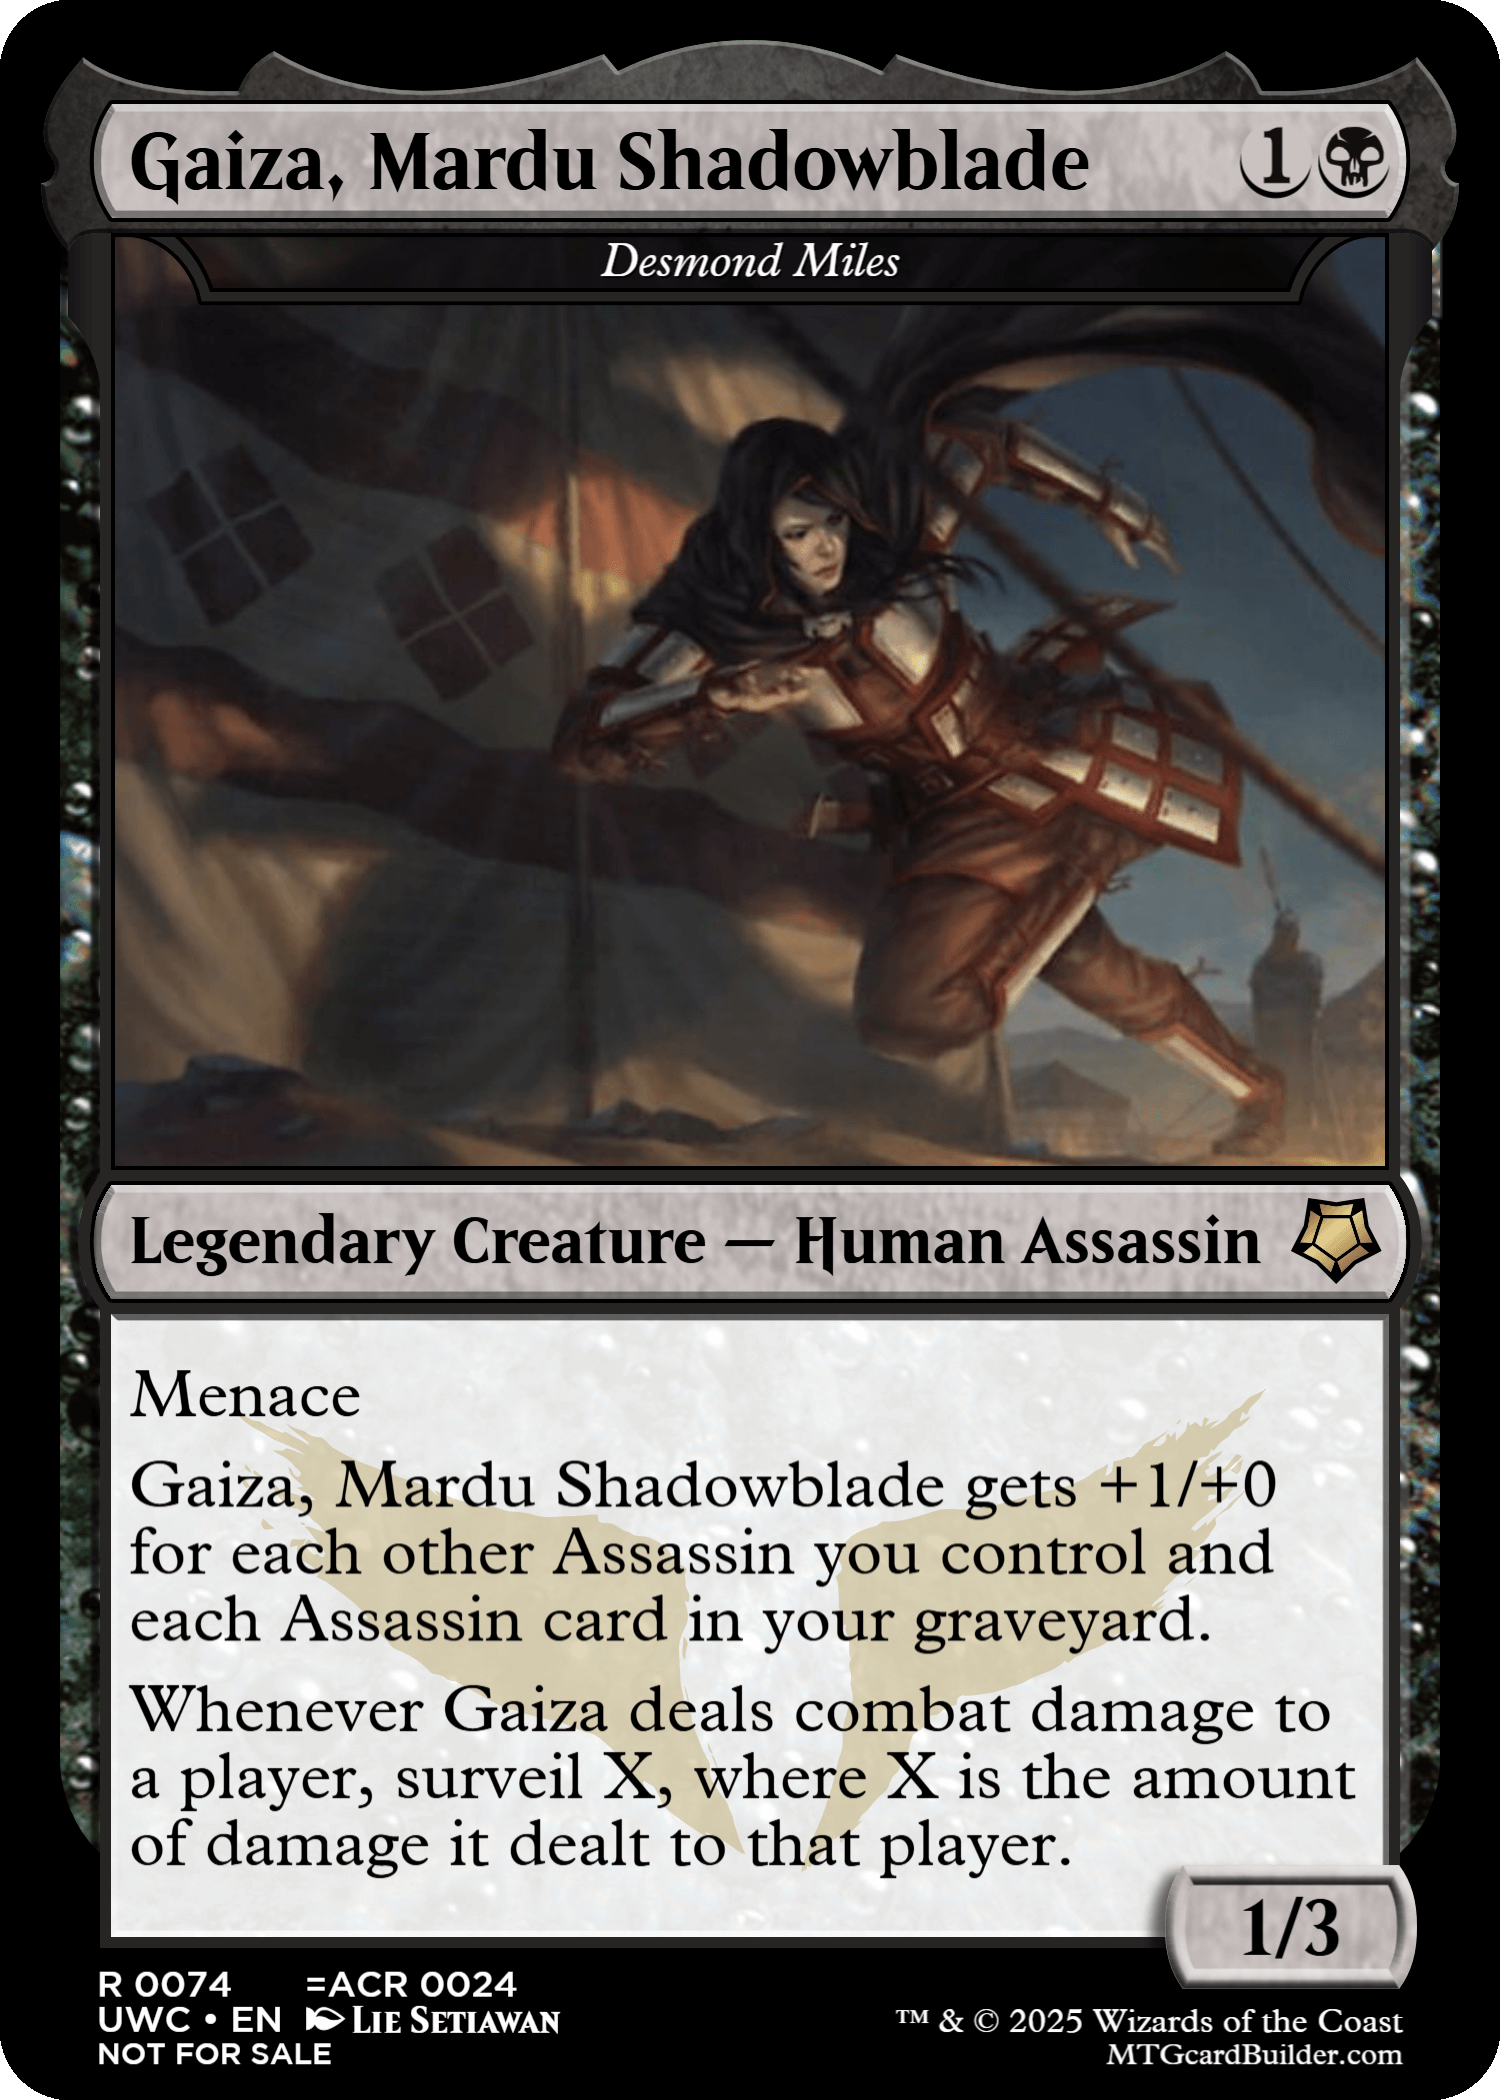 Gaiza, Mardu Shadowblade 1
Desmond Miles
Legendary Creature — Human Assassin
Menace
Gaiza, Mardu Shadowblade gets +1/+0
for each other Assassin you control and
each Assassin card in your graveyard.
Whenever Gaiza deals combat damage to
a player, surveil X, where X is the amount
of damage it dealt to that player.
1/3
R 0074 =ACR 0024
UWC • EN Lie Setiawan
NOT FOR SALE
™ & © 2025 Wizards of the Coast
MTGcardBuilder.com